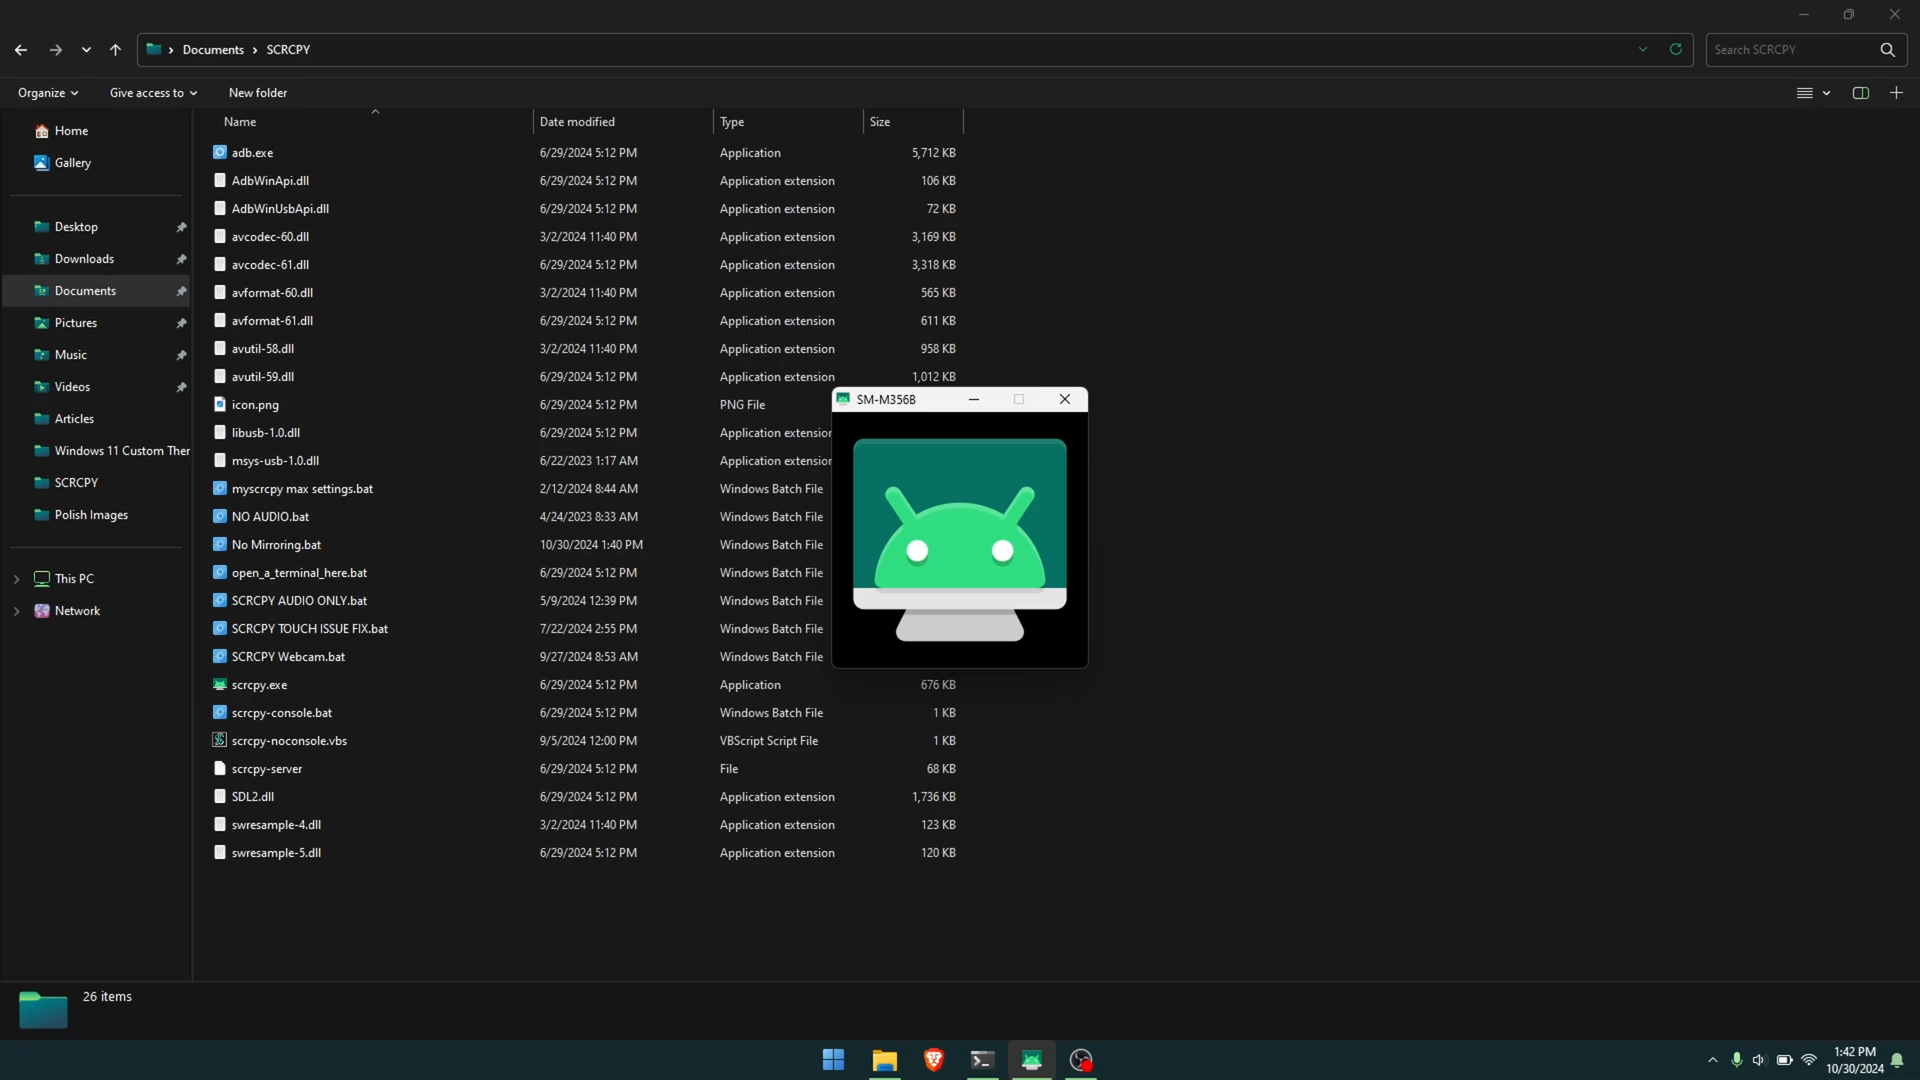 Documents > SCRCPY
Search SCRCPY
Organize
Give access to
New folder
Name
Date modified
Type
Size
Home
Gallery
Desktop
Downloads
Documents
Pictures
Music
Videos
Articles
Windows 11 Custom Ther
SCRCPY
Polish Images
This PC
Network
adb.exe 6/29/2024 5:12 PM Application 5,712 KB
AdbWinApi.dll 6/29/2024 5:12 PM Application extension 106 KB
AdbWinUsbApi.dll 6/29/2024 5:12 PM Application extension 72 KB
avcodec-60.dll 3/2/2024 11:40 PM Application extension 3,169 KB
avcodec-61.dll 6/29/2024 5:12 PM Application extension 3,318 KB
avformat-60.dll 3/2/2024 11:40 PM Application extension 565 KB
avformat-61.dll 6/29/2024 5:12 PM Application extension 611 KB
avutil-58.dll 3/2/2024 11:40 PM Application extension 958 KB
avutil-59.dll 6/29/2024 5:12 PM Application extension 1,012 KB
icon.png 6/29/2024 5:12 PM PNG File
libusb-1.0.dll 6/29/2024 5:12 PM Application extension
msys-usb-1.0.dll 6/22/2023 1:17 AM Application extension
myscrcpy max settings.bat 2/12/2024 8:44 AM Windows Batch File
NO AUDIO.bat 4/24/2023 8:33 AM Windows Batch File
No Mirroring.bat 10/30/2024 1:40 PM Windows Batch File
open_a_terminal_here.bat 6/29/2024 5:12 PM Windows Batch File
SCRCPY AUDIO ONLY.bat 5/9/2024 12:39 PM Windows Batch File
SCRCPY TOUCH ISSUE FIX.bat 7/22/2024 2:55 PM Windows Batch File
SCRCPY Webcam.bat 9/27/2024 8:53 AM Windows Batch File
scrcpy.exe 6/29/2024 5:12 PM Application 676 KB
scrcpy-console.bat 6/29/2024 5:12 PM Windows Batch File 1 KB
scrcpy-noconsole.vbs 9/5/2024 12:00 PM VBScript Script File 1 KB
scrcpy-server 6/29/2024 5:12 PM File 68 KB
SDL2.dll 6/29/2024 5:12 PM Application extension 1,736 KB
swresample-4.dll 3/2/2024 11:40 PM Application extension 123 KB
swresample-5.dll 6/29/2024 5:12 PM Application extension 120 KB
SM-M356B
26 items
1:42 PM
10/30/2024